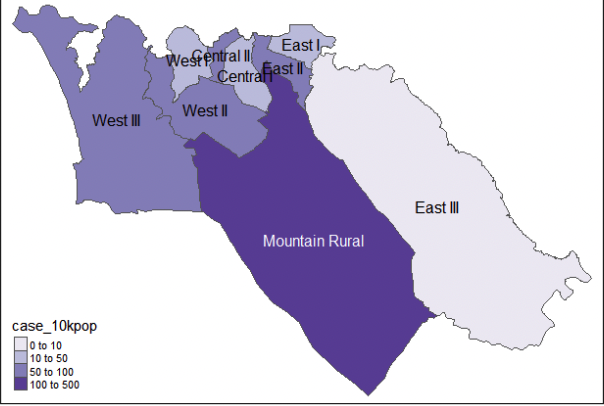 East I
West I
Central II
East II
Central I
West II
West III
East III
Mountain Rural
case_10kpop
0 to 10
10 to 50
50 to 100
100 to 500